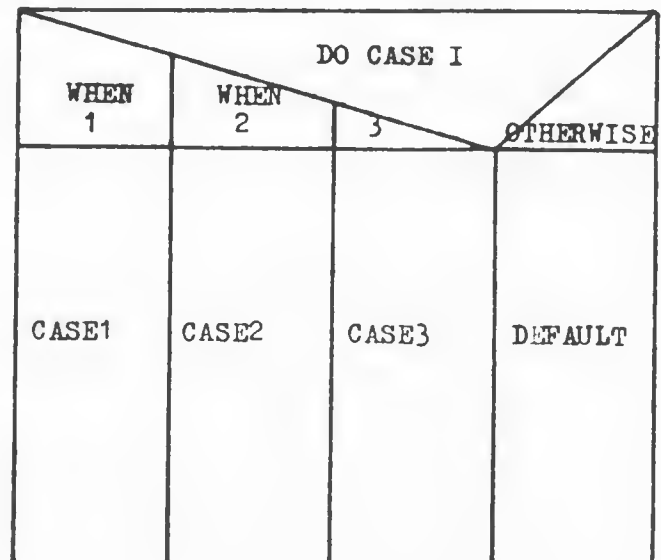 DO CASE I
WHEN
1
WHEN
2
3
OTHERWISE
CASE1
CASE2
CASE3
DEFAULT